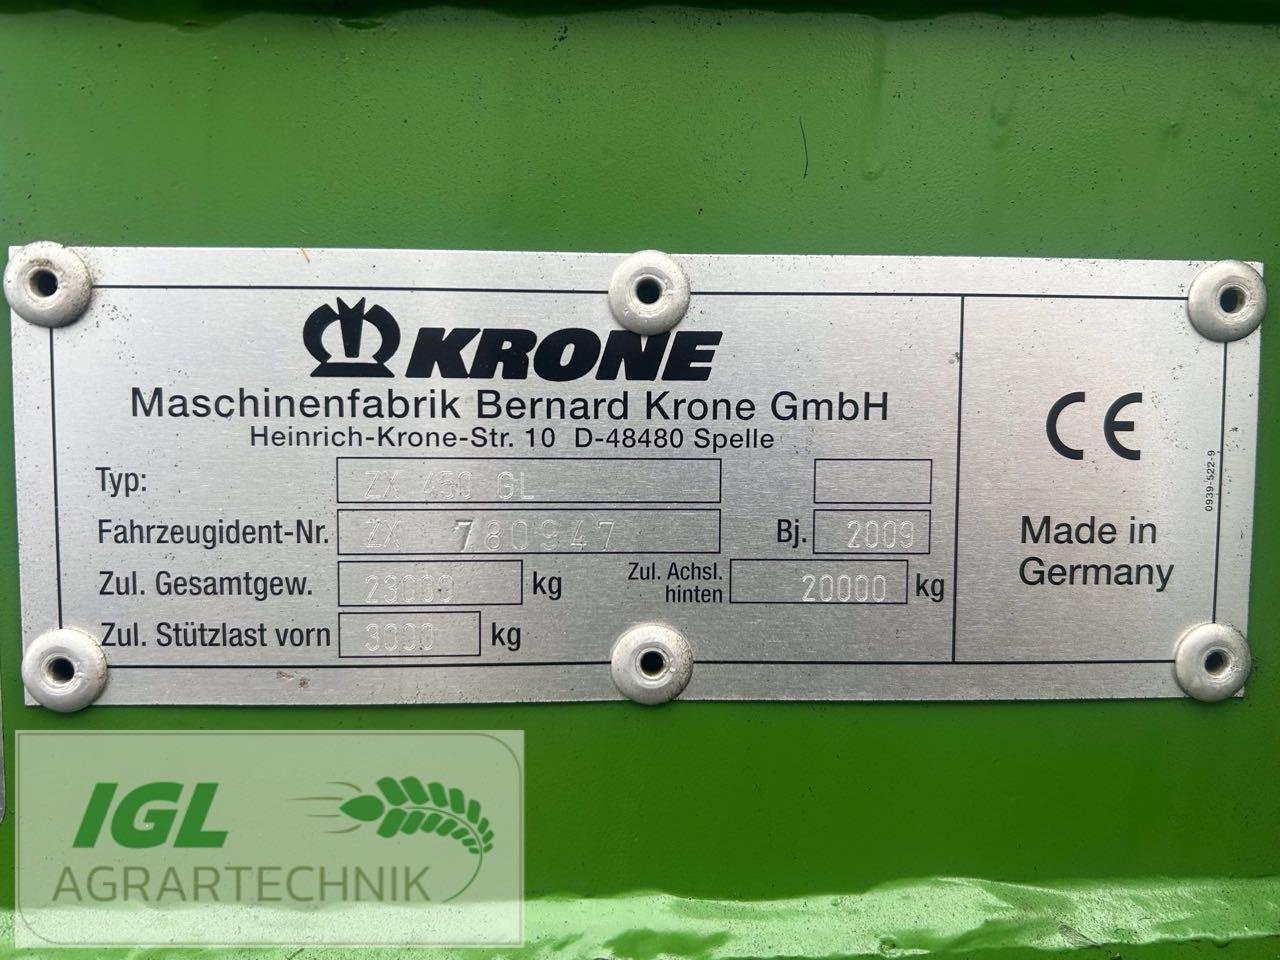 KRONE
Maschinenfabrik Bernard Krone GmbH
Heinrich-Krone-Str. 10 D-48480 Spelle
Typ: ZX 450 GL
Fahrzeugident-Nr. ZX 780947 Bj. 2009
Zul. Gesamtgew. 23000 kg Zul. Achsl. hinten 20000 kg
Zul. Stützlast vorn 3000 kg
CE
Made in
Germany
0939-522-9
IGL
AGRARTECHNIK